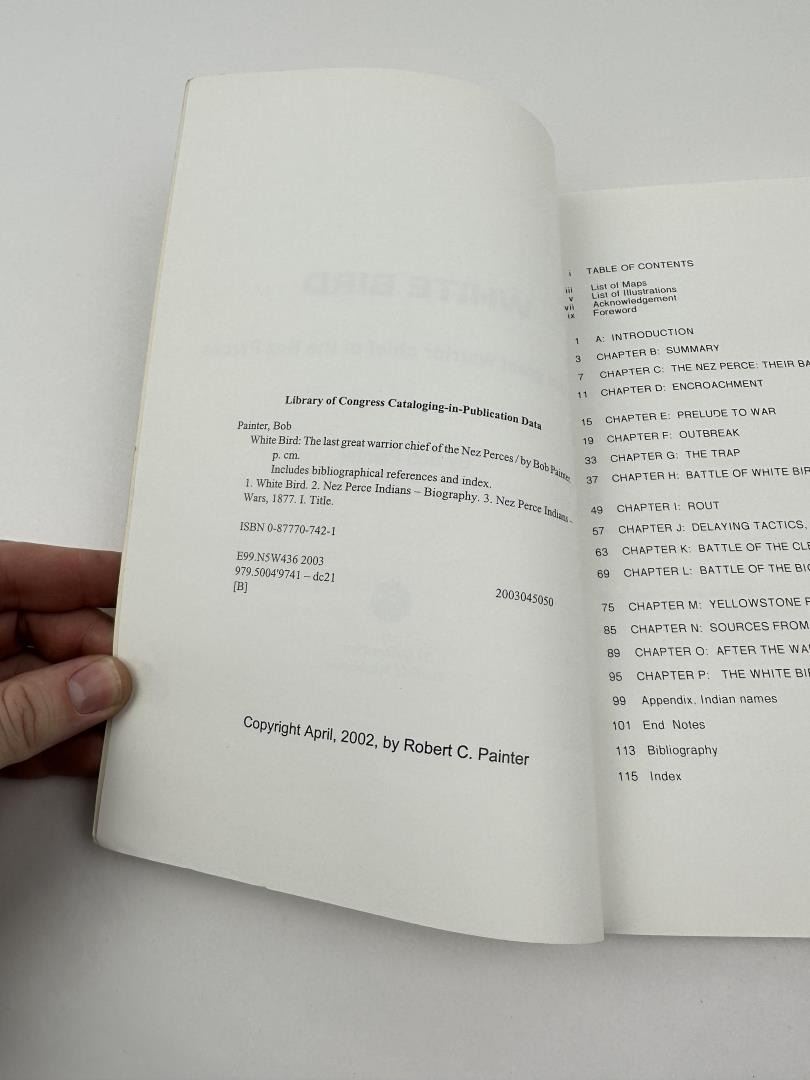 Library of Congress Cataloging-in-Publication Data
Painter, Bob
White Bird: The last great warrior chief of the Nez Perces / by Bob Painter.
p. cm.
Includes bibliographical references and index.
1. White Bird. 2. Nez Perce Indians – Biography. 3. Nez Perce Indians –
Wars, 1877. I. Title.
ISBN 0-87770-742-1
E99.N5W436 2003
979.5004'9741 – dc21
[B]
2003045050
Copyright April, 2002, by Robert C. Painter
i TABLE OF CONTENTS
iii List of Maps
v List of Illustrations
vii Acknowledgement
ix Foreword
1 A: INTRODUCTION
3 CHAPTER B: SUMMARY
7 CHAPTER C: THE NEZ PERCE: THEIR BA
11 CHAPTER D: ENCROACHMENT
15 CHAPTER E: PRELUDE TO WAR
19 CHAPTER F: OUTBREAK
33 CHAPTER G: THE TRAP
37 CHAPTER H: BATTLE OF WHITE BIR
49 CHAPTER I: ROUT
57 CHAPTER J: DELAYING TACTICS,
63 CHAPTER K: BATTLE OF THE CLE
69 CHAPTER L: BATTLE OF THE BIG
75 CHAPTER M: YELLOWSTONE
85 CHAPTER N: SOURCES FROM
89 CHAPTER O: AFTER THE WA
95 CHAPTER P: THE WHITE BI
99 Appendix, Indian names
101 End Notes
113 Bibliography
115 Index